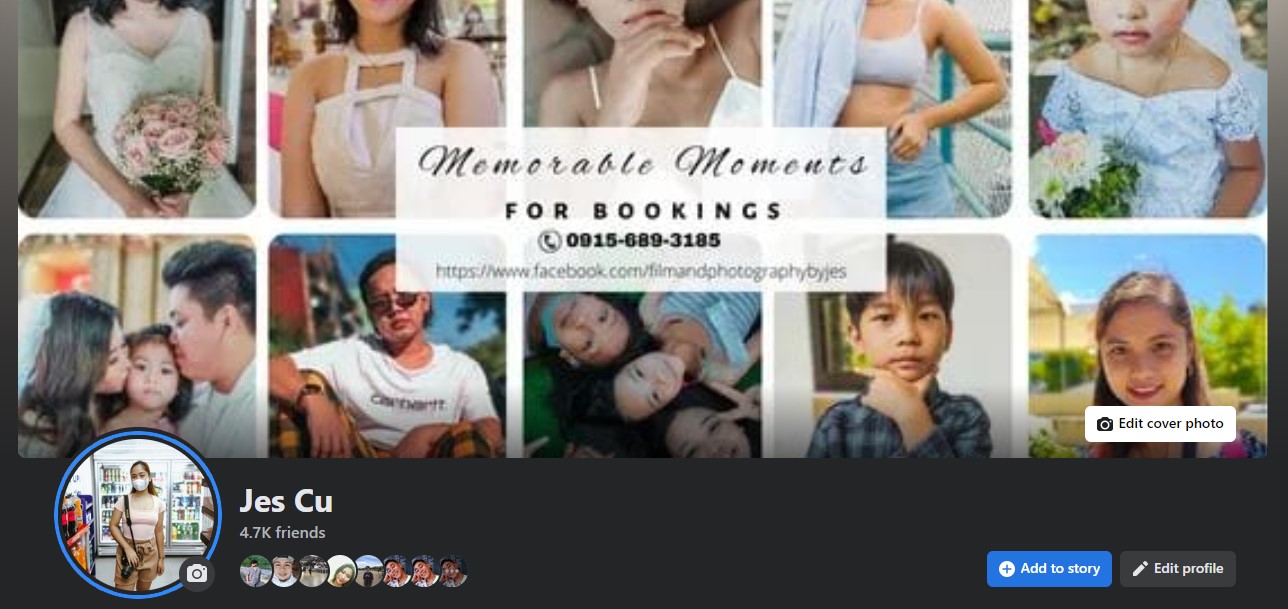 Memorable Moments
FOR BOOKINGS
0915-689-3185
https://www.facebook.com/filmandphotographybyjes
carhartt
Edit cover photo
Jes Cu
4.7K friends
Add to story
Edit profile